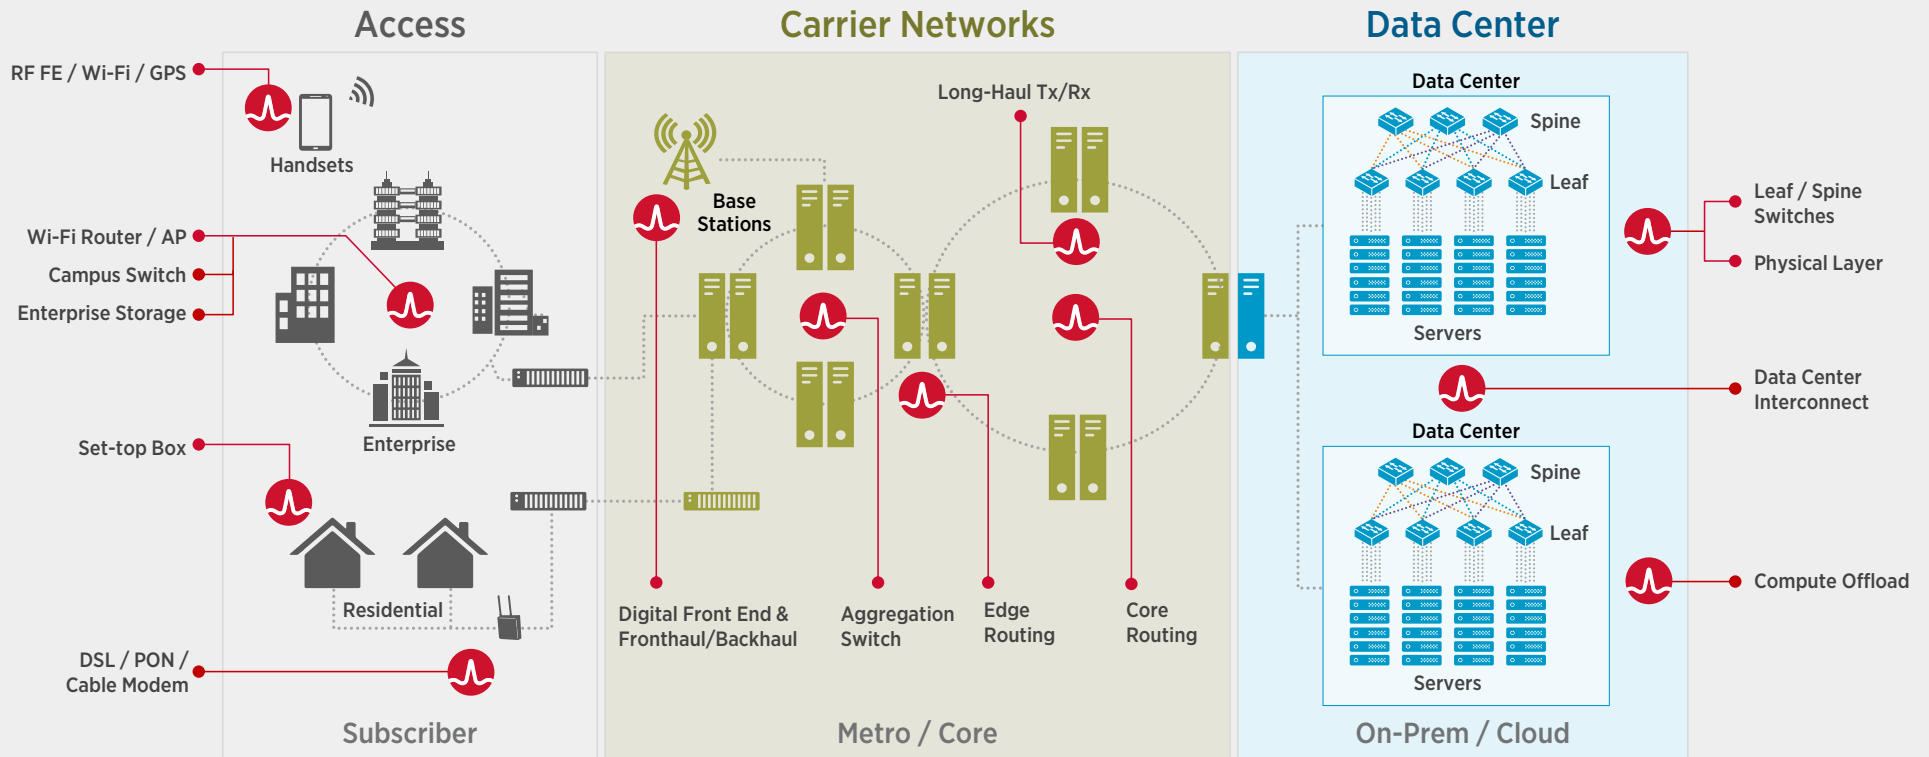 Access
Carrier Networks
Data Center
RF FE / Wi-Fi / GPS
Handsets
Wi-Fi Router / AP
Campus Switch
Enterprise Storage
Enterprise
Set-top Box
Residential
DSL / PON /
Cable Modem
Subscriber
Long-Haul Tx/Rx
Base
Stations
Digital Front End &
Fronthaul/Backhaul
Aggregation
Switch
Edge
Routing
Core
Routing
Metro / Core
Data Center
Spine
Leaf
Servers
Leaf / Spine
Switches
Physical Layer
Data Center
Interconnect
Data Center
Spine
Leaf
Servers
Compute Offload
On-Prem / Cloud